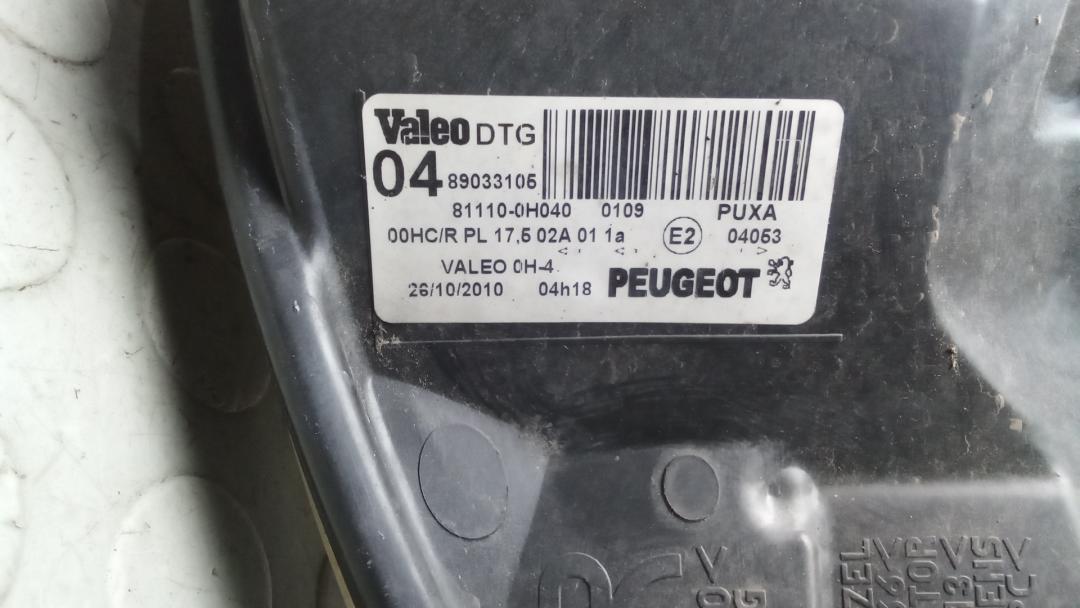 Valeo DTG
04 89033105
81110-0H040 0109 PUXA
00HC/R PL 17,5 02A 01 1a E2 04053
VALEO 0H-4
26/10/2010 04h18 PEUGEOT